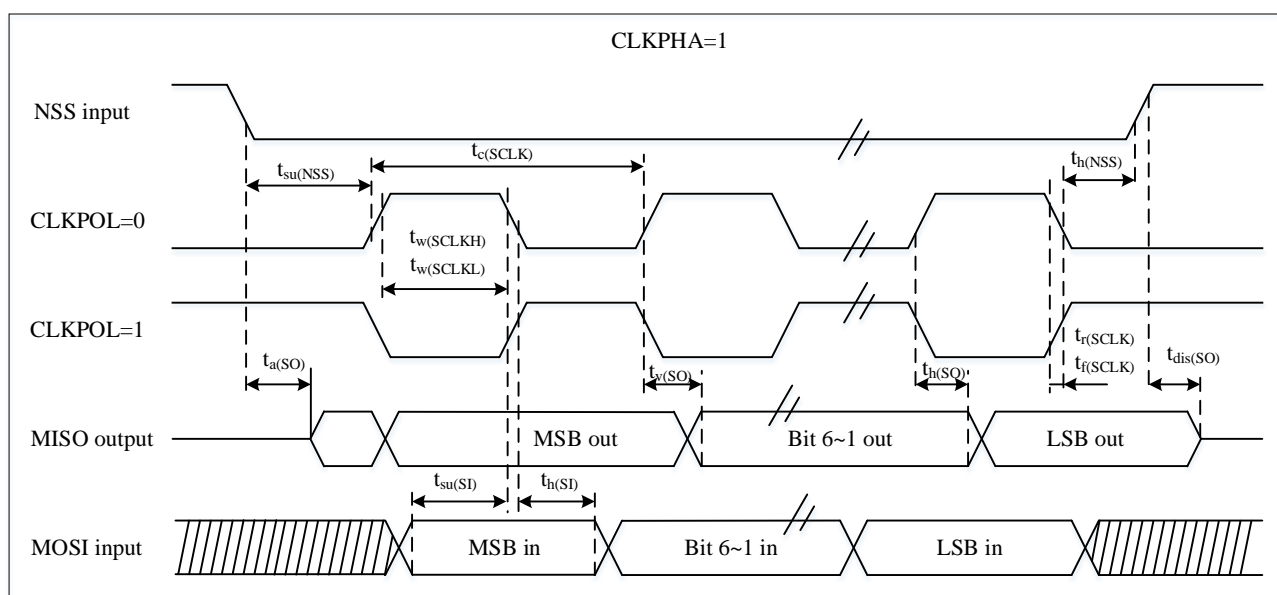 CLKPHA=1
NSS input
tc(SCLK)
tsu(NSS)
th(NSS)
CLKPOL=0
tw(SCLKH)
tw(SCLKL)
CLKPOL=1
ta(SO)
tv(SO)
th(SO)
tr(SCLK)
tf(SCLK)
tdis(SO)
MISO output
MSB out
Bit 6~1 out
LSB out
tsu(SI)
th(SI)
MOSI input
MSB in
Bit 6~1 in
LSB in